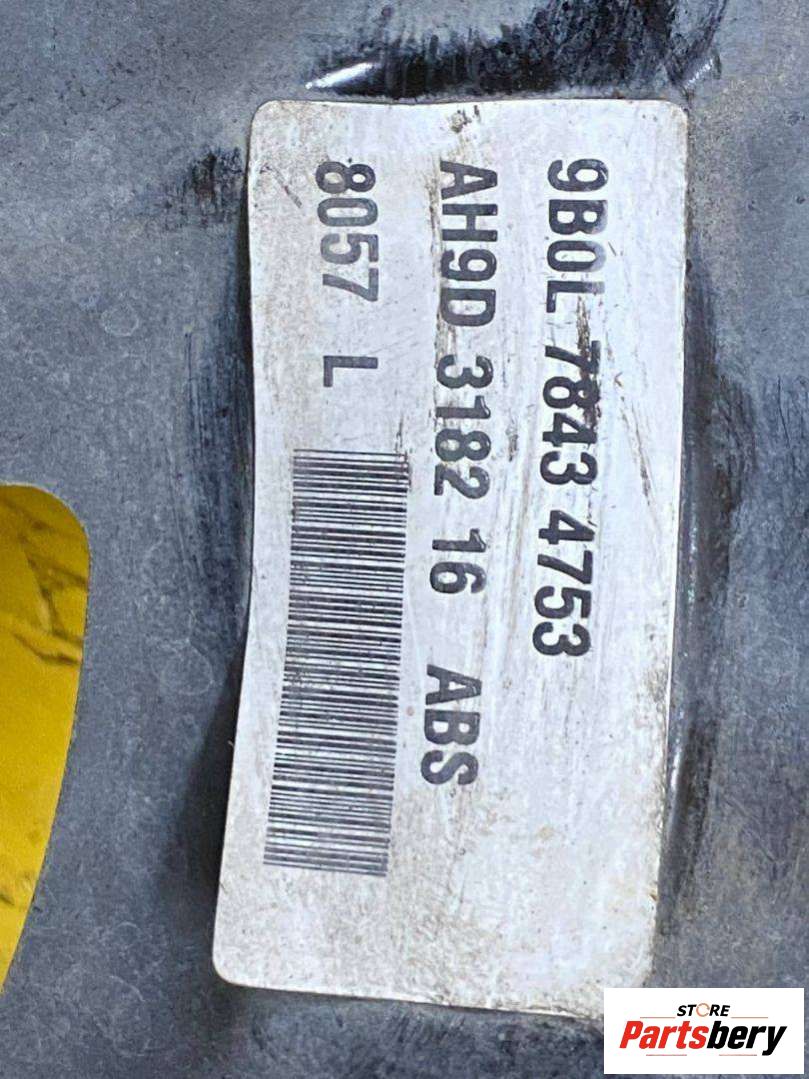 9B0L 7843 4753
AH9D 3182 16 ABS
8057 L
STORE
Partsbery